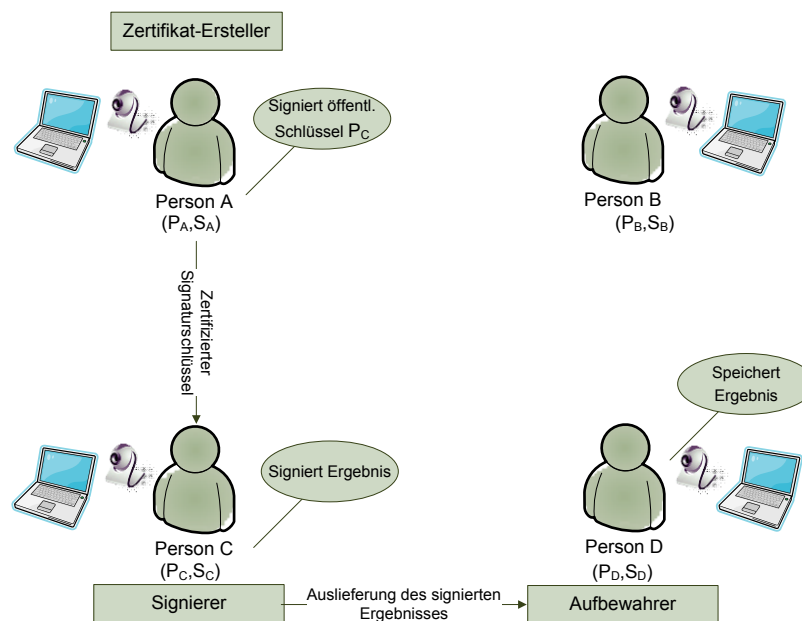 Zertifikat-Ersteller
Signiert öffentl.
Schlüssel PC
Person A
(PA,SA)
Person B
(PB,SB)
Zertifizierter
Signaturschlüssel
Speichert
Ergebnis
Signiert Ergebnis
Person C
(PC,SC)
Person D
(PD,SD)
Signierer
Auslieferung des signierten
Ergebnisses
Aufbewahrer